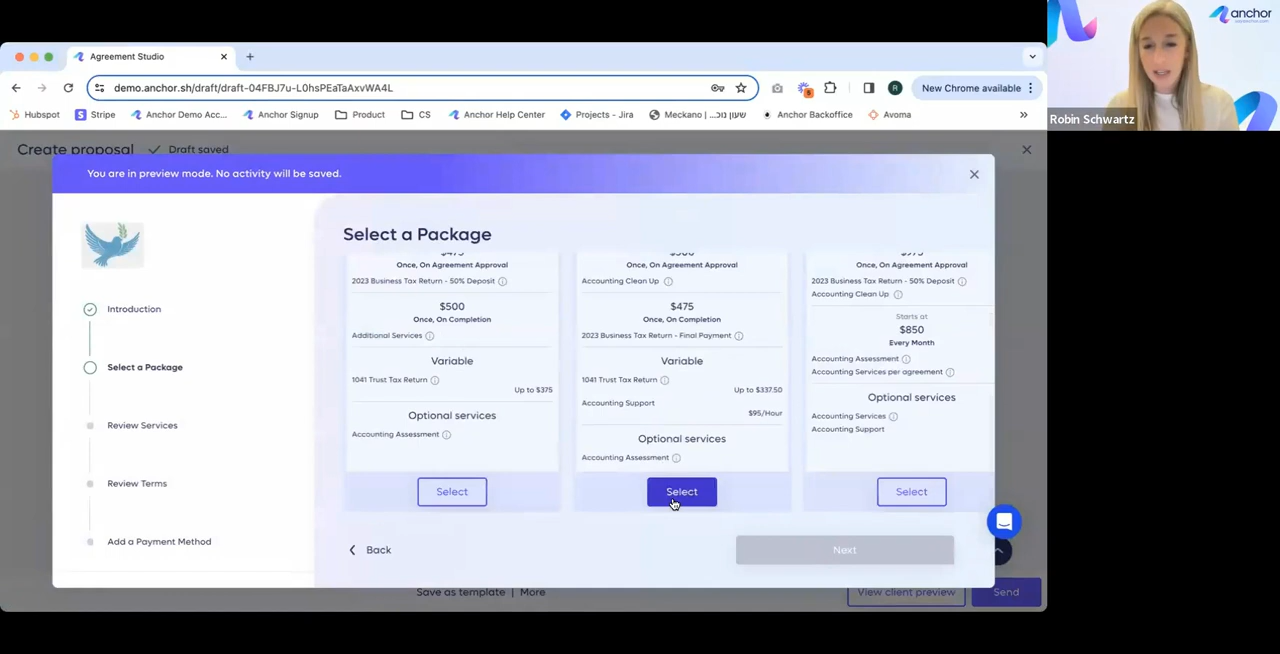 Agreement Studio
demo.anchor.sh/draft/draft-04FBJ7u-L0hsPEaTaAxvWA4L
New Chrome available
Hubspot
Stripe
Anchor Demo Acc...
Anchor Signup
Product
CS
Anchor Help Center
Projects - Jira
Meckano | שעון נוכ...
Anchor Backoffice
Avoma
anchor
Robin Schwartz
Create proposal
Draft saved
You are in preview mode. No activity will be saved.
Introduction
Select a Package
Review Services
Review Terms
Add a Payment Method
Select a Package
$475
Once, On Agreement Approval
2023 Business Tax Return - 50% Deposit
$500
Once, On Completion
Additional Services
Variable
1041 Trust Tax Return
Up to $375
Optional services
Accounting Assessment
Select
Once, On Agreement Approval
Accounting Clean Up
$475
Once, On Completion
2023 Business Tax Return - Final Payment
Variable
1041 Trust Tax Return
Up to $337.50
Accounting Support
$95/Hour
Optional services
Accounting Assessment
Select
Once, On Approval
2023 Business Tax Return - 50% Deposit
Accounting Clean Up
Starts at
$850
Every Month
Accounting Assessment
Accounting Services per agreement
Optional services
Accounting Services
Accounting Support
Select
Back
Next
Save as template | More
View client preview
Send